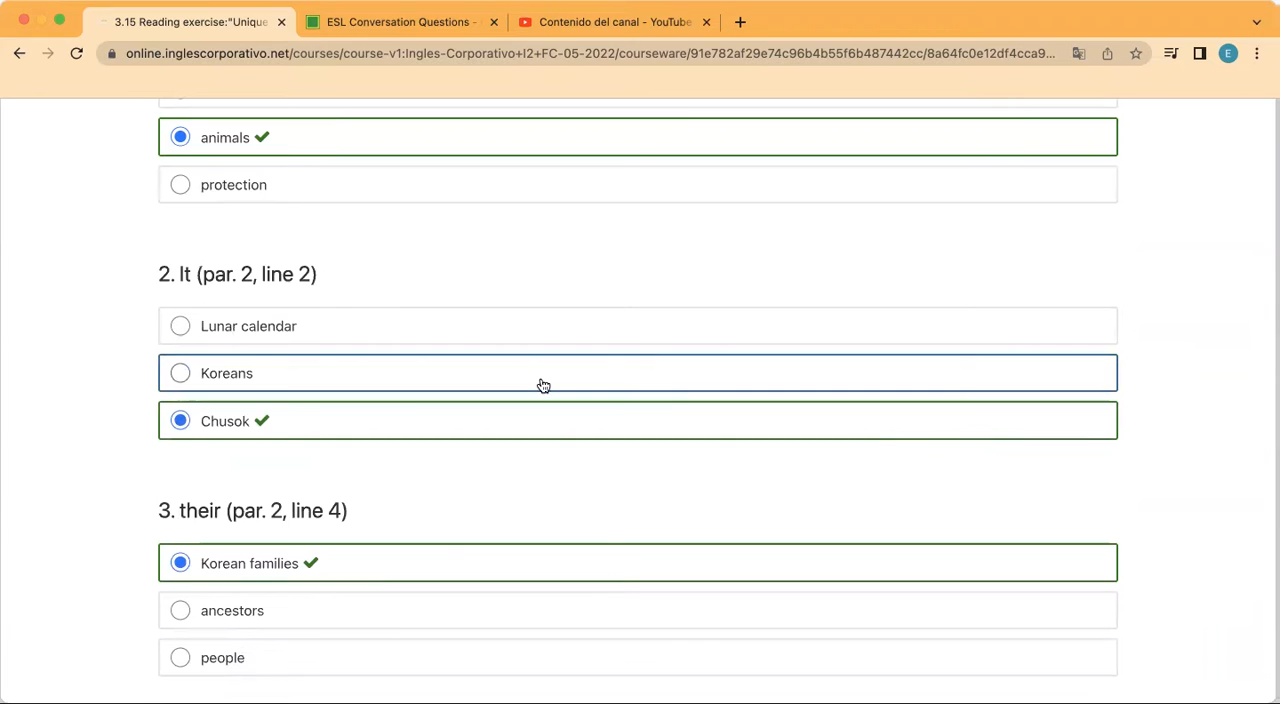 3.15 Reading exercise:"Unique
ESL Conversation Questions -
Contenido del canal - YouTube
online.inglescorporativo.net/courses/course-v1:Ingles-Corporativo+I2+FC-05-2022/courseware/91e782af29e74c96b4b55f6b487442cc/8a64fc0e12df4cca9...
E
animals
protection
2. It (par. 2, line 2)
Lunar calendar
Koreans
Chusok
3. their (par. 2, line 4)
Korean families
ancestors
people